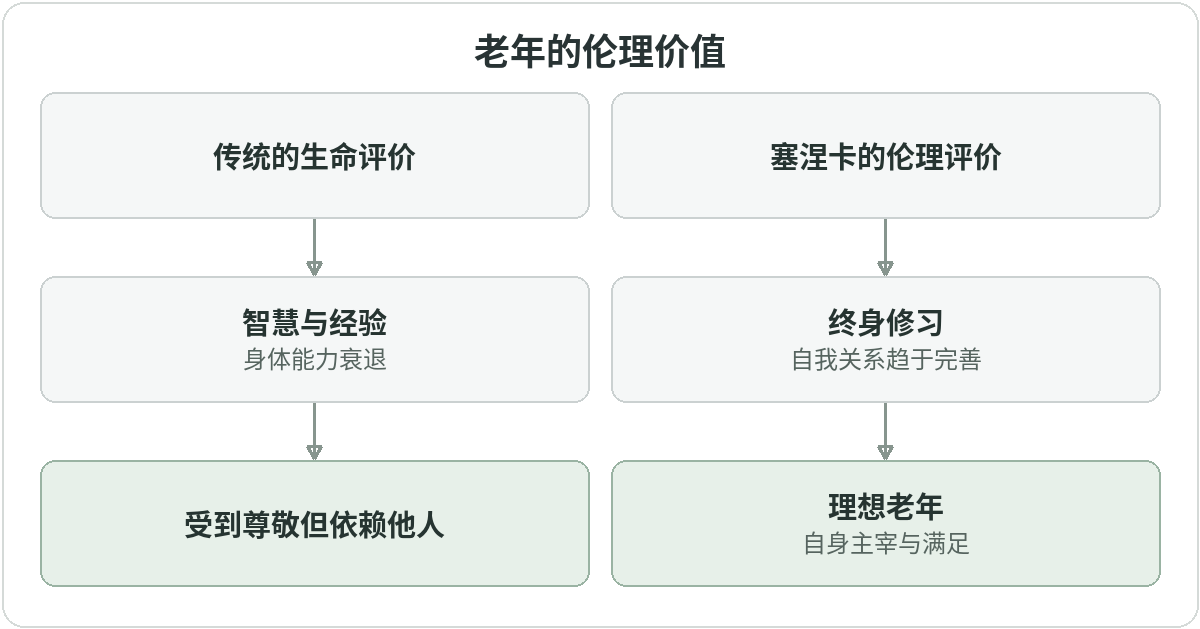 老年的伦理价值
传统的生命评价
塞涅卡的伦理评价
智慧与经验
身体能力衰退
终身修习
自我关系趋于完善
受到尊敬但依赖他人
理想老年
自身主宰与满足